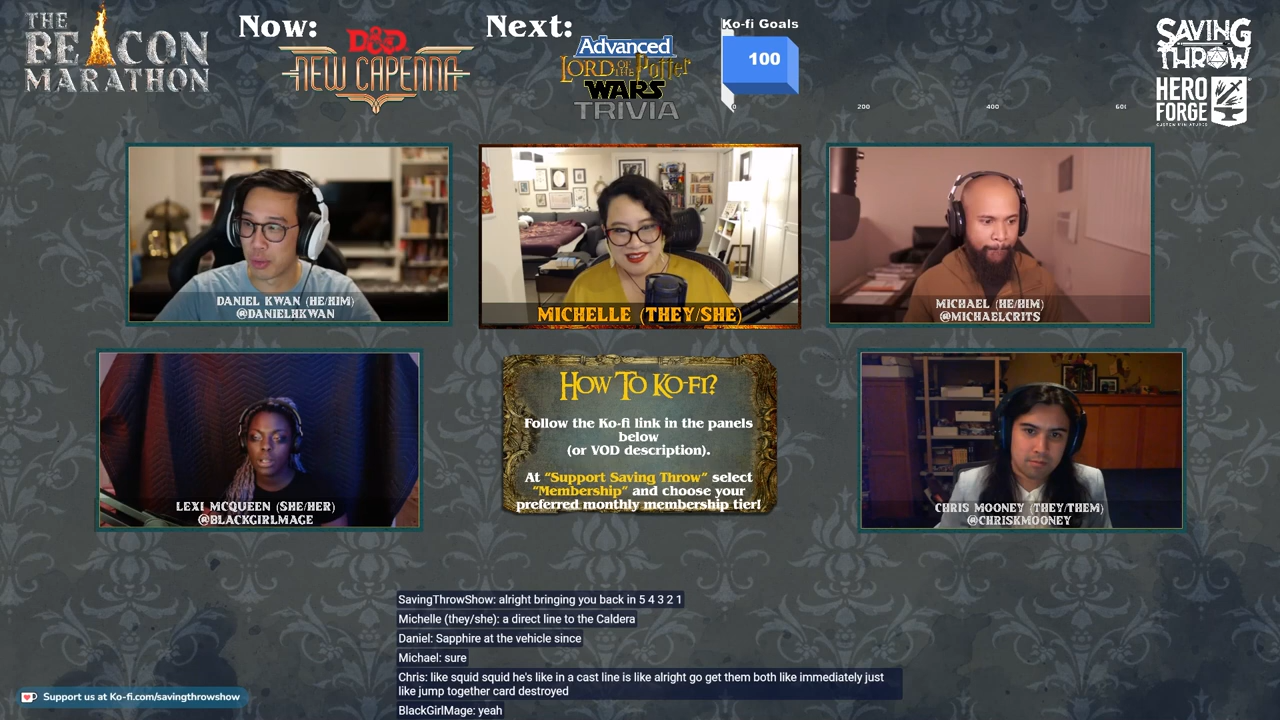 THE
BEACON
MARATHON
Now:
D&D
NEW CAPENNA
Next:
Advanced
LORD OF THE Potter
WARS
TRIVIA
Ko-fi Goals
100
0
200
400
600
SAVING
THROW
HERO
FORGE
DANIEL KWAN (HE/HIM)
@DANIELHKWAN
MICHELLE (THEY/SHE)
MICHAEL (HE/HIM)
@MICHAELCRITS
LEXI MCQUEEN (SHE/HER)
@BLACKGIRLMAGE
HOW TO KO-FI?
Follow the Ko-fi link in the panels
below
(or VOD description).
At "Support Saving Throw" select
"Membership" and choose your
preferred monthly membership tier!
CHRIS MOONEY (THEY/THEM)
@CHRISKMOONEY
SavingThrowShow: alright bringing you back in 5 4 3 2 1
Michelle (they/she): a direct line to the Caldera
Daniel: Sapphire at the vehicle since
Michael: sure
Chris: like squid squid he's like in a cast line is like alright go get them both like immediately just
like jump together card destroyed
BlackGirlMage: yeah
Support us at Ko-fi.com/savingthrowshow